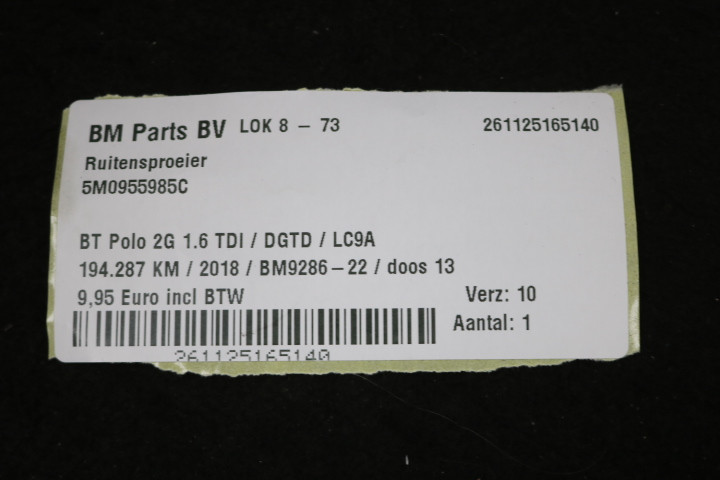 BM Parts BV LOK 8 - 73 261125165140
Ruitensproeier
5M0955985C
BT Polo 2G 1.6 TDI / DGTD / LC9A
194.287 KM / 2018 / BM9286-22 / doos 13
9,95 Euro incl BTW Verz: 10
Aantal: 1
261125165140